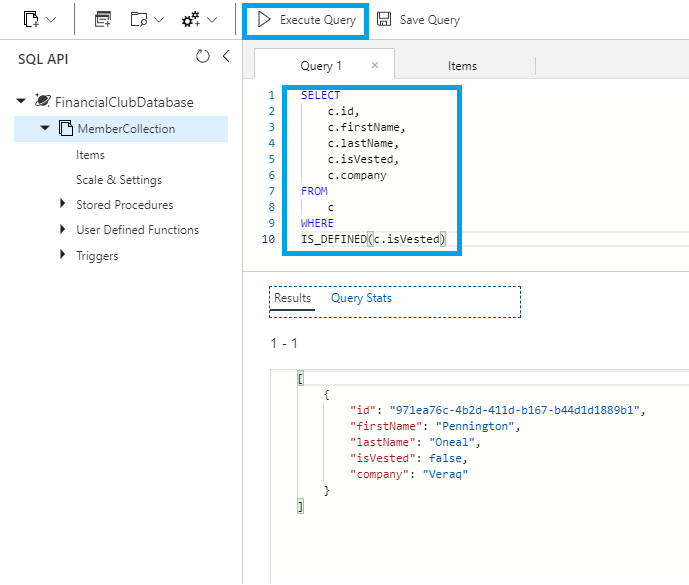 Execute Query
Save Query
SQL API
FinancialClubDatabase
MemberCollection
Items
Scale & Settings
Stored Procedures
User Defined Functions
Triggers
Query 1
Items
1 SELECT
2 c.id,
3 c.firstName,
4 c.lastName,
5 c.isVested,
6 c.company
7 FROM
8 c
9 WHERE
10 IS_DEFINED(c.isVested)
Results Query Stats
1 - 1
[
{
"id": "971ea76c-4b2d-411d-b167-b44d1d1889b1",
"firstName": "Pennington",
"lastName": "Oneal",
"isVested": false,
"company": "Veraq"
}
]